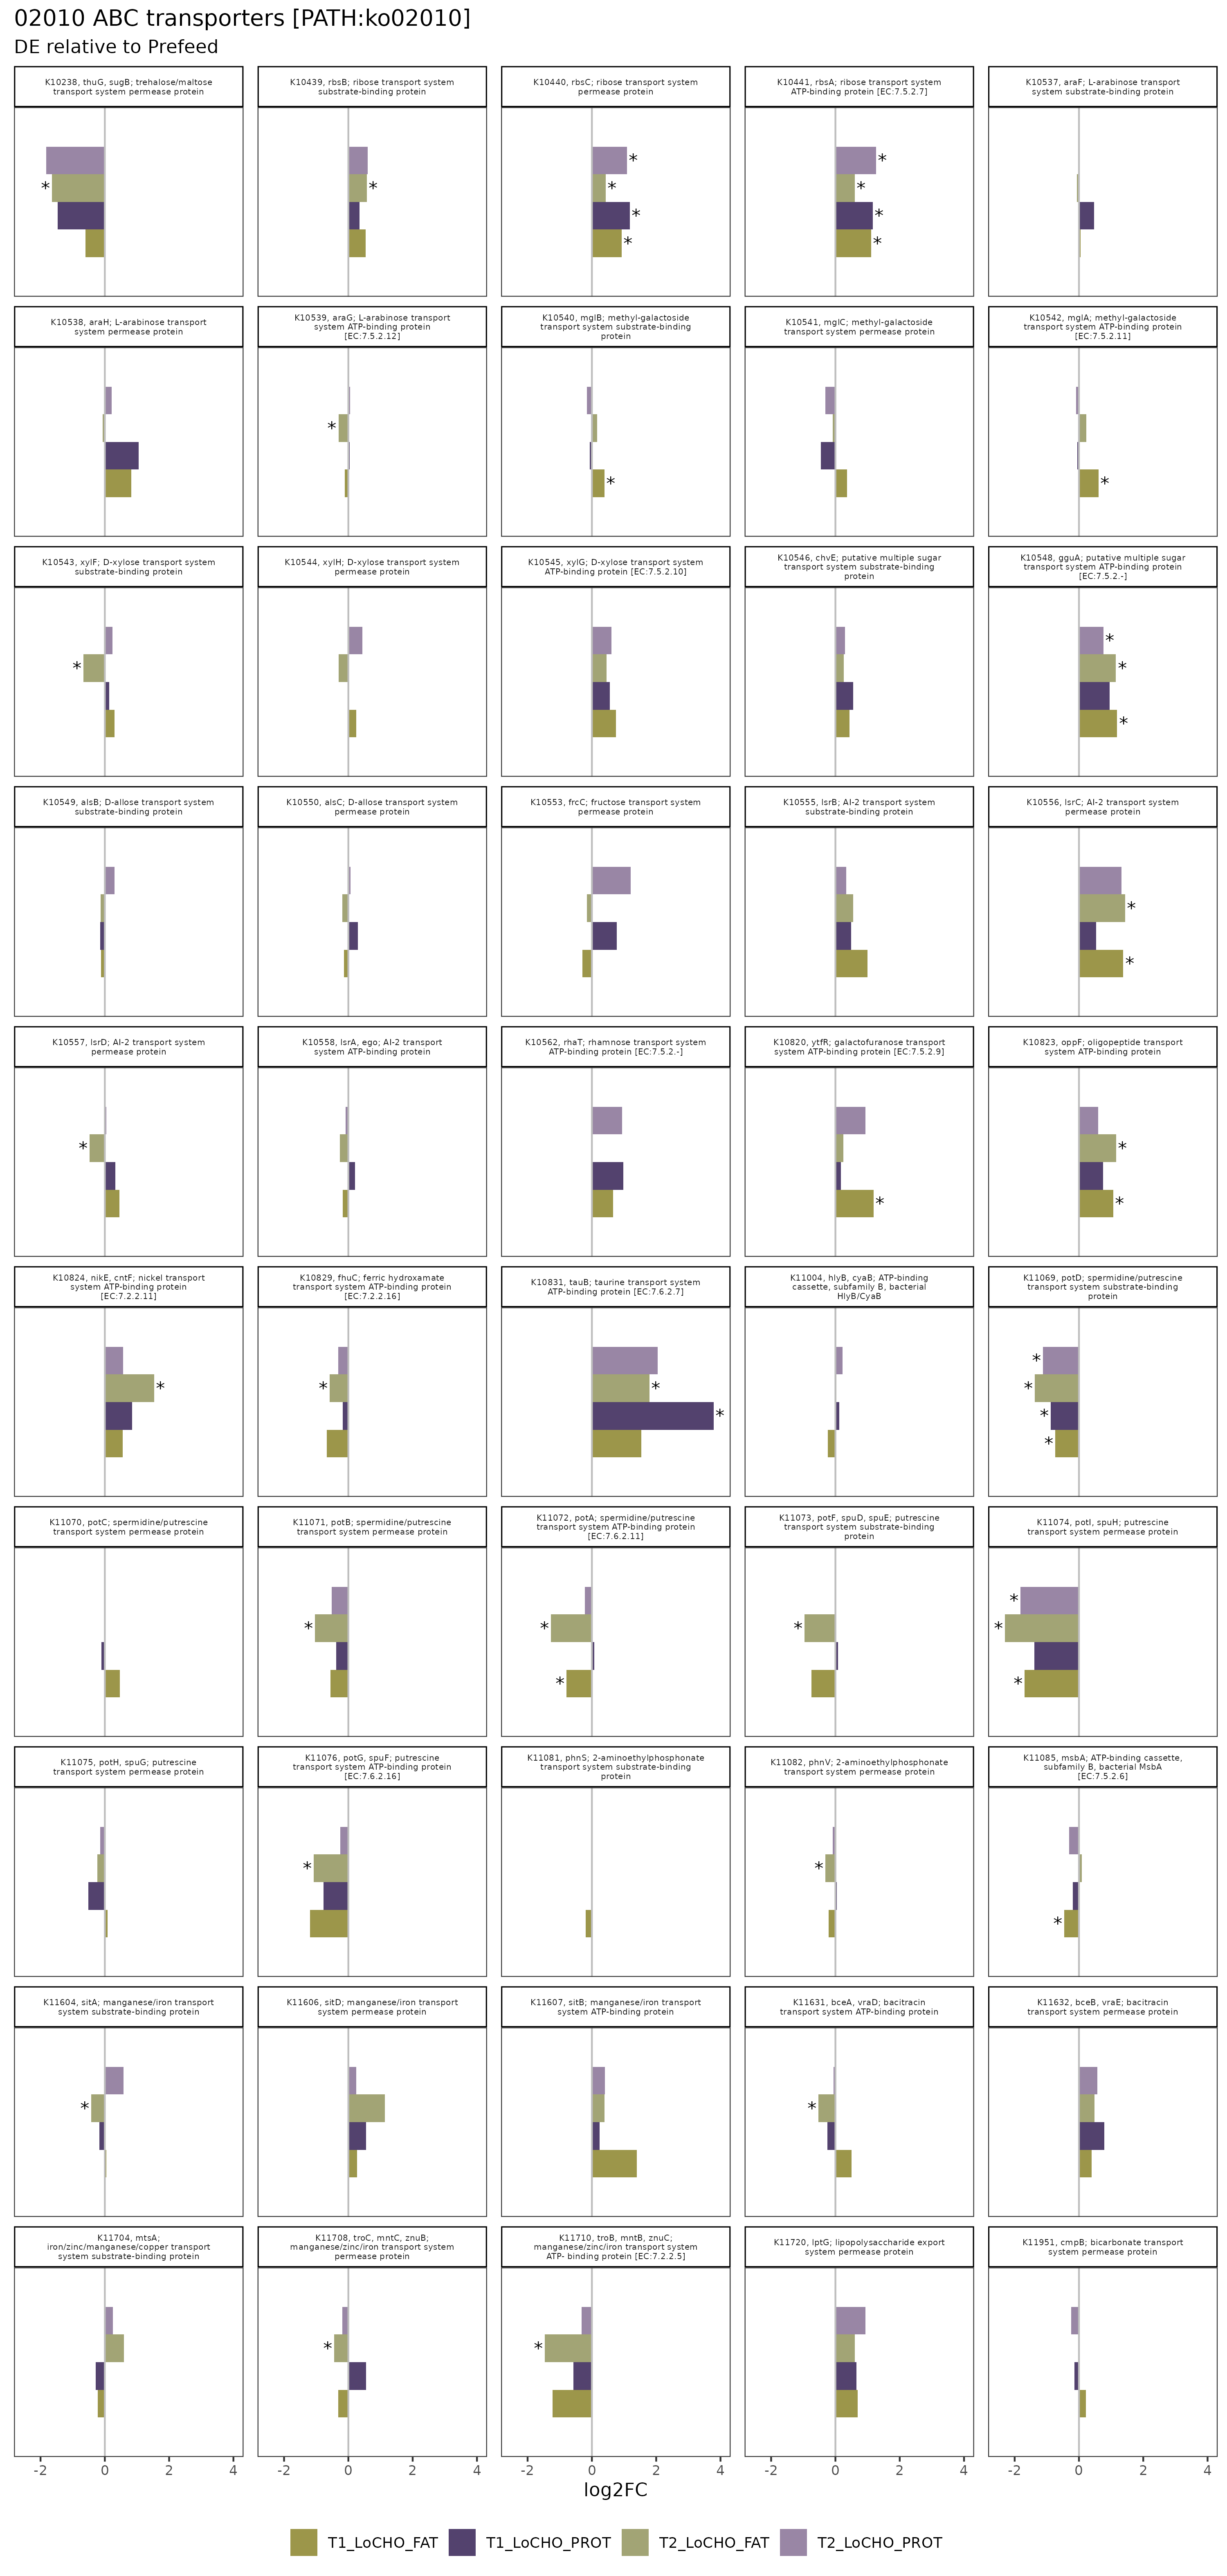 02010 ABC transporters [PATH:ko02010]
DE relative to Prefeed
K10238, thuG, sugB; trehalose/maltose
transport system permease protein
K10439, rbsB; ribose transport system
substrate-binding protein
K10440, rbsC; ribose transport system
permease protein
K10441, rbsA; ribose transport system
ATP-binding protein [EC:7.5.2.7]
K10537, araF; L-arabinose transport
system substrate-binding protein
*
*
*
*
*
*
*
*
*
*
K10538, araH; L-arabinose transport
system permease protein
K10539, araG; L-arabinose transport
system ATP-binding protein
[EC:7.5.2.12]
K10540, mglB; methyl-galactoside
transport system substrate-binding
protein
K10541, mglC; methyl-galactoside
transport system permease protein
K10542, mglA; methyl-galactoside
transport system ATP-binding protein
[EC:7.5.2.11]
*
*
*
K10543, xylF; D-xylose transport system
substrate-binding protein
K10544, xylH; D-xylose transport system
permease protein
K10545, xylG; D-xylose transport system
ATP-binding protein [EC:7.5.2.10]
K10546, chvE; putative multiple sugar
transport system substrate-binding
protein
K10548, gguA; putative multiple sugar
transport system ATP-binding protein
[EC:7.5.2.-]
*
*
*
*
K10549, alsB; D-allose transport system
substrate-binding protein
K10550, alsC; D-allose transport system
permease protein
K10553, frcC; fructose transport system
permease protein
K10555, lsrB; AI-2 transport system
substrate-binding protein
K10556, lsrC; AI-2 transport system
permease protein
*
*
K10557, lsrD; AI-2 transport system
permease protein
K10558, lsrA, ego; AI-2 transport
system ATP-binding protein
K10562, rhaT; rhamnose transport system
ATP-binding protein [EC:7.5.2.-]
K10820, ytfR; galactofuranose transport
system ATP-binding protein [EC:7.5.2.9]
K10823, oppF; oligopeptide transport
system ATP-binding protein
*
*
*
*
K10824, nikE, cntF; nickel transport
system ATP-binding protein
[EC:7.2.2.11]
K10829, fhuC; ferric hydroxamate
transport system ATP-binding protein
[EC:7.2.2.16]
K10831, tauB; taurine transport system
ATP-binding protein [EC:7.6.2.7]
K11004, hlyB, cyaB; ATP-binding
cassette, subfamily B, bacterial
HlyB/CyaB
K11069, potD; spermidine/putrescine
transport system substrate-binding
protein
*
*
*
*
*
*
*
*
K11070, potC; spermidine/putrescine
transport system permease protein
K11071, potB; spermidine/putrescine
transport system permease protein
K11072, potA; spermidine/putrescine
transport system ATP-binding protein
[EC:7.6.2.11]
K11073, potF, spuD, spuE; putrescine
transport system substrate-binding
protein
K11074, potI, spuH; putrescine
transport system permease protein
*
*
*
*
*
*
*
K11075, potH, spuG; putrescine
transport system permease protein
K11076, potG, spuF; putrescine
transport system ATP-binding protein
[EC:7.6.2.16]
K11081, phnS; 2-aminoethylphosphonate
transport system substrate-binding
protein
K11082, phnV; 2-aminoethylphosphonate
transport system permease protein
K11085, msbA; ATP-binding cassette,
subfamily B, bacterial MsbA
[EC:7.5.2.6]
*
*
*
K11604, sitA; manganese/iron transport
system substrate-binding protein
K11606, sitD; manganese/iron transport
system permease protein
K11607, sitB; manganese/iron transport
system ATP-binding protein
K11631, bceA, vraD; bacitracin
transport system ATP-binding protein
K11632, bceB, vraE; bacitracin
transport system permease protein
*
*
K11704, mtsA;
iron/zinc/manganese/copper transport
system substrate-binding protein
K11708, troC, mntC, znuB;
manganese/zinc/iron transport system
permease protein
K11710, troB, mntB, znuC;
manganese/zinc/iron transport system
ATP- binding protein [EC:7.2.2.5]
K11720, lptG; lipopolysaccharide export
system permease protein
K11951, cmpB; bicarbonate transport
system permease protein
*
*
-2 0 2 4 -2 0 2 4 -2 0 2 4 -2 0 2 4 -2 0 2 4
log2FC
T1_LoCHO_FAT T1_LoCHO_PROT T2_LoCHO_FAT T2_LoCHO_PROT